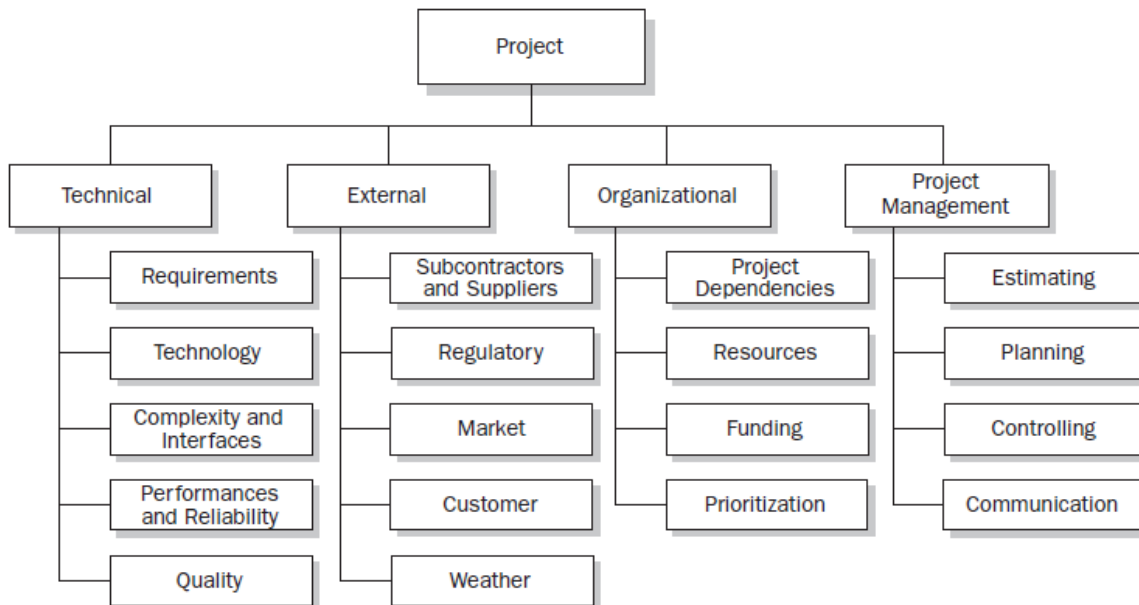 Project
Technical
External
Organizational
Project
Management
Requirements
Technology
Complexity and
Interfaces
Performances
and Reliability
Quality
Subcontractors
and Suppliers
Regulatory
Market
Customer
Weather
Project
Dependencies
Resources
Funding
Prioritization
Estimating
Planning
Controlling
Communication